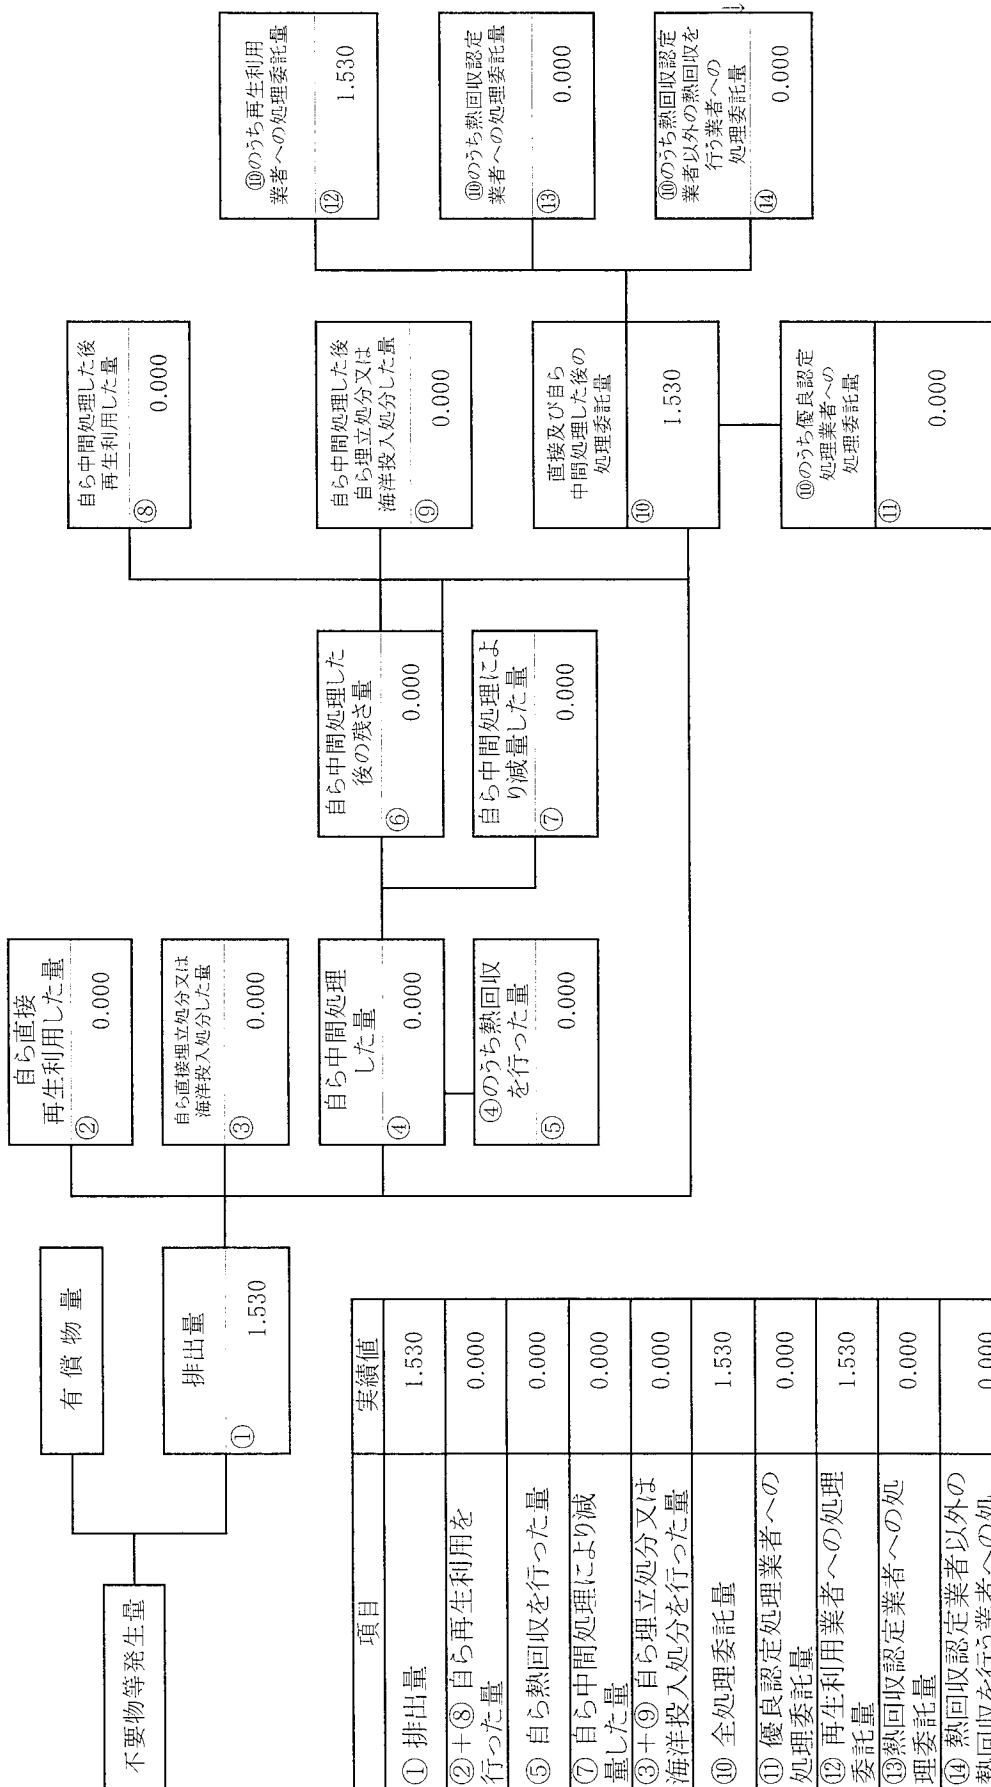 不要物等発生量
有 償 物 量
排出量
①
1.530
自ら直接
再生利用した量
②
0.000
自ら直接埋立処分又は
海洋投入処分した量
③
0.000
自ら中間処理
した量
④
0.000
④のうち熱回収
を行った量
⑤
0.000
自ら中間処理した
後の残さ量
⑥
0.000
自ら中間処理によ
り減量した量
⑦
0.000
自ら中間処理した後
再生利用した量
⑧
0.000
自ら中間処理した後
自ら埋立処分又は
海洋投入処分した量
⑨
0.000
直接及び自ら
中間処理した後の
処理委託量
⑩
1.530
⑩のうち優良認定
処理業者への
処理委託量
⑪
0.000
⑩のうち再生利用
業者への処理委託量
⑫
1.530
⑩のうち熱回収認定
業者への処理委託量
⑬
0.000
⑩のうち熱回収認定
業者以外の熱回収を
行う業者への
処理委託量
⑭
0.000
項目
実績値
① 排出量
1.530
②+⑧ 自ら再生利用を
行った量
0.000
⑤ 自ら熱回収を行った量
0.000
⑦ 自ら中間処理により減
量した量
0.000
③+⑨ 自ら埋立処分又は
海洋投入処分を行った量
0.000
⑩ 全処理委託量
1.530
⑪ 優良認定処理業者への
処理委託量
0.000
⑫ 再生利用業者への処理
委託量
1.530
⑬熱回収認定業者への処
理委託量
0.000
⑭ 熱回収認定業者以外の
熱回収を行う業者への処
0.000